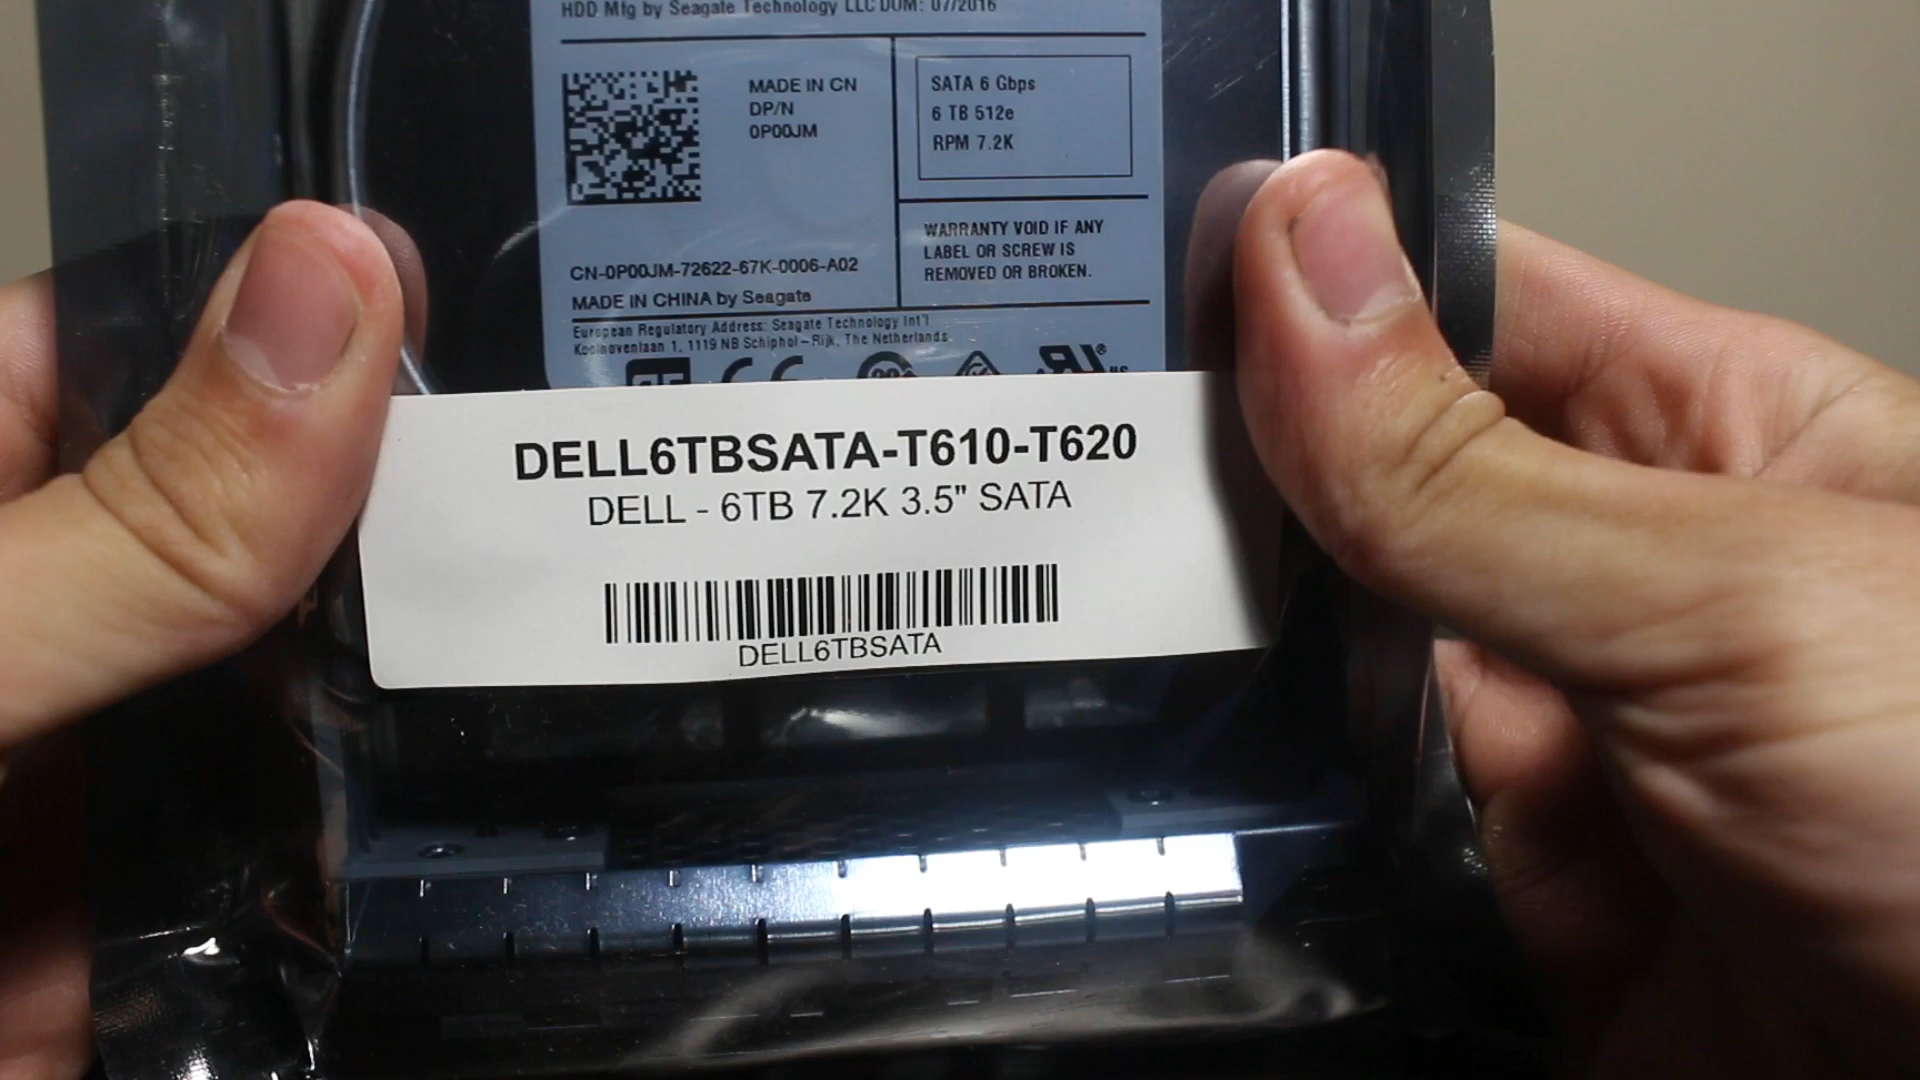 HDD Mfg by Seagate Technology LLC DOM: 07/2016
MADE IN CN
DP/N
0P00JM
SATA 6 Gbps
6 TB 512e
RPM 7.2K
WARRANTY VOID IF ANY
LABEL OR SCREW IS
REMOVED OR BROKEN.
CN-0P00JM-72622-67K-0006-A02
MADE IN CHINA by Seagate
European Regulatory Address: Seagate Technology Int'l
1, 1119 NB Schiphol-Rijk, The Netherlands
CE
DELL6TBSATA-T610-T620
DELL - 6TB 7.2K 3.5" SATA
DELL6TBSATA